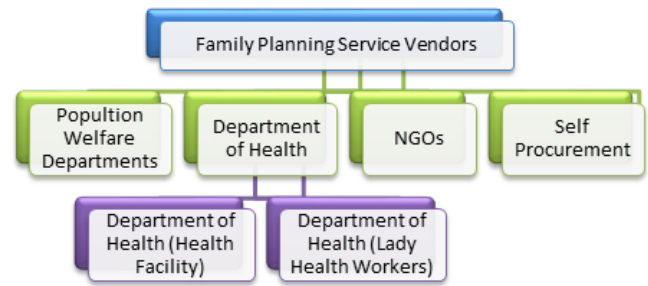 Family Planning Service Vendors
Popultion
Welfare
Departments
Department
of Health
NGOs
Self
Procurement
Department of
Health (Health
Facility)
Department of
Health (Lady
Health Workers)